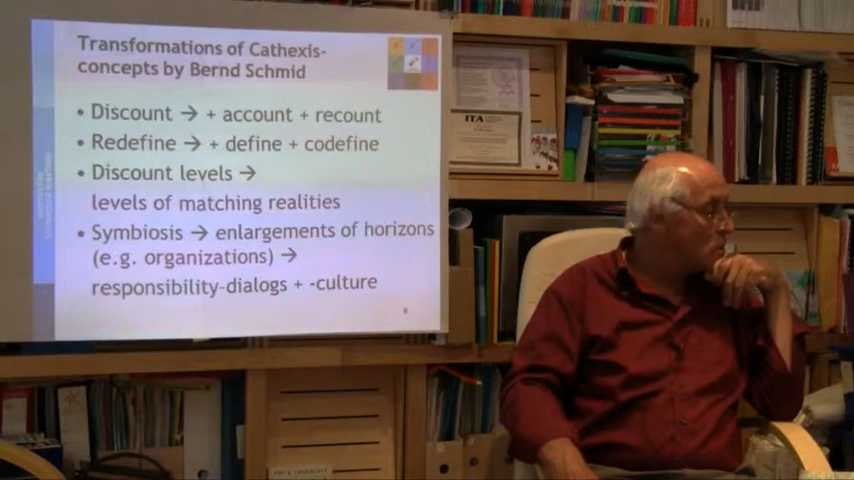 Transformations of Cathexis-
concepts by Bernd Schmid
• Discount → + account + recount
• Redefine → + define + codefine
• Discount levels →
levels of matching realities
• Symbiosis → enlargements of horizons
(e.g. organizations) →
responsibility-dialogs + -culture
8
ITA